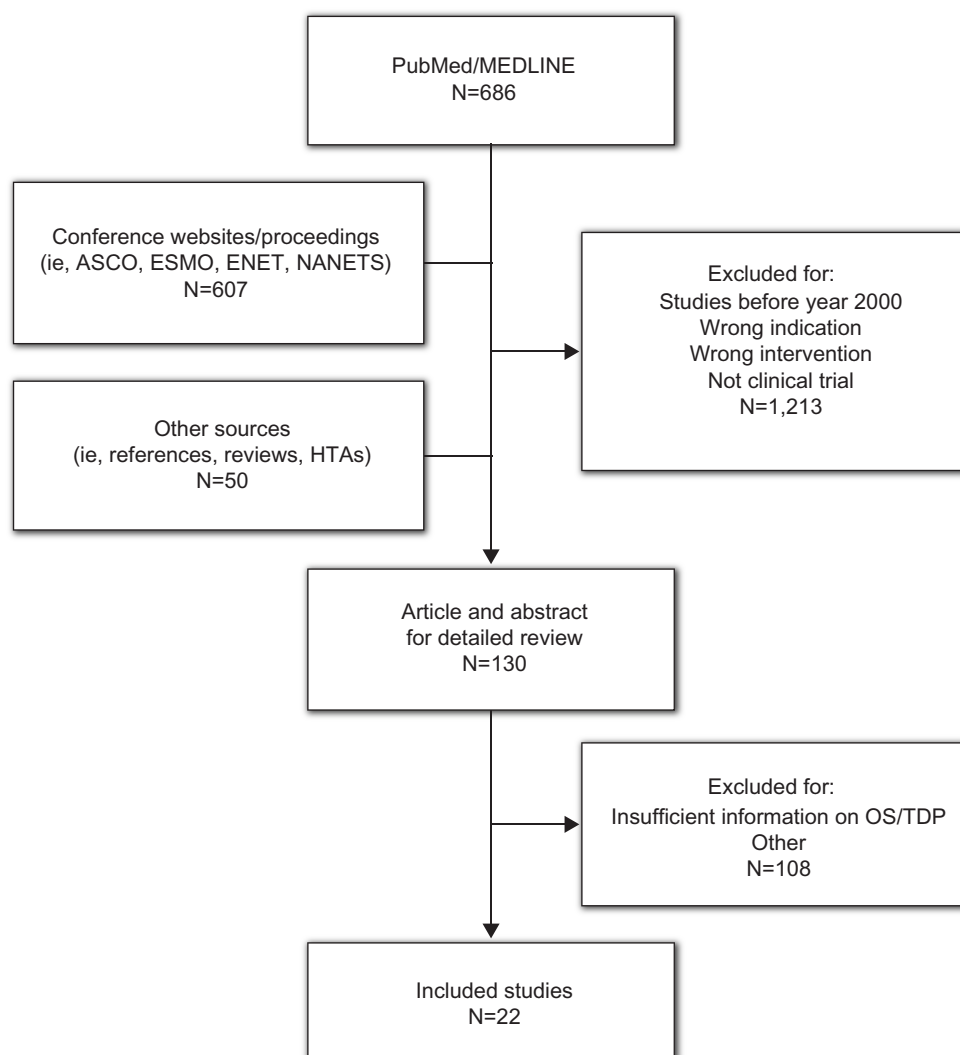 PubMed/MEDLINE
N=686
Conference websites/proceedings
(ie, ASCO, ESMO, ENET, NANETS)
N=607
Excluded for:
Studies before year 2000
Wrong indication
Wrong intervention
Not clinical trial
N=1,213
Other sources
(ie, references, reviews, HTAs)
N=50
Article and abstract
for detailed review
N=130
Excluded for:
Insufficient information on OS/TDP
Other
N=108
Included studies
N=22